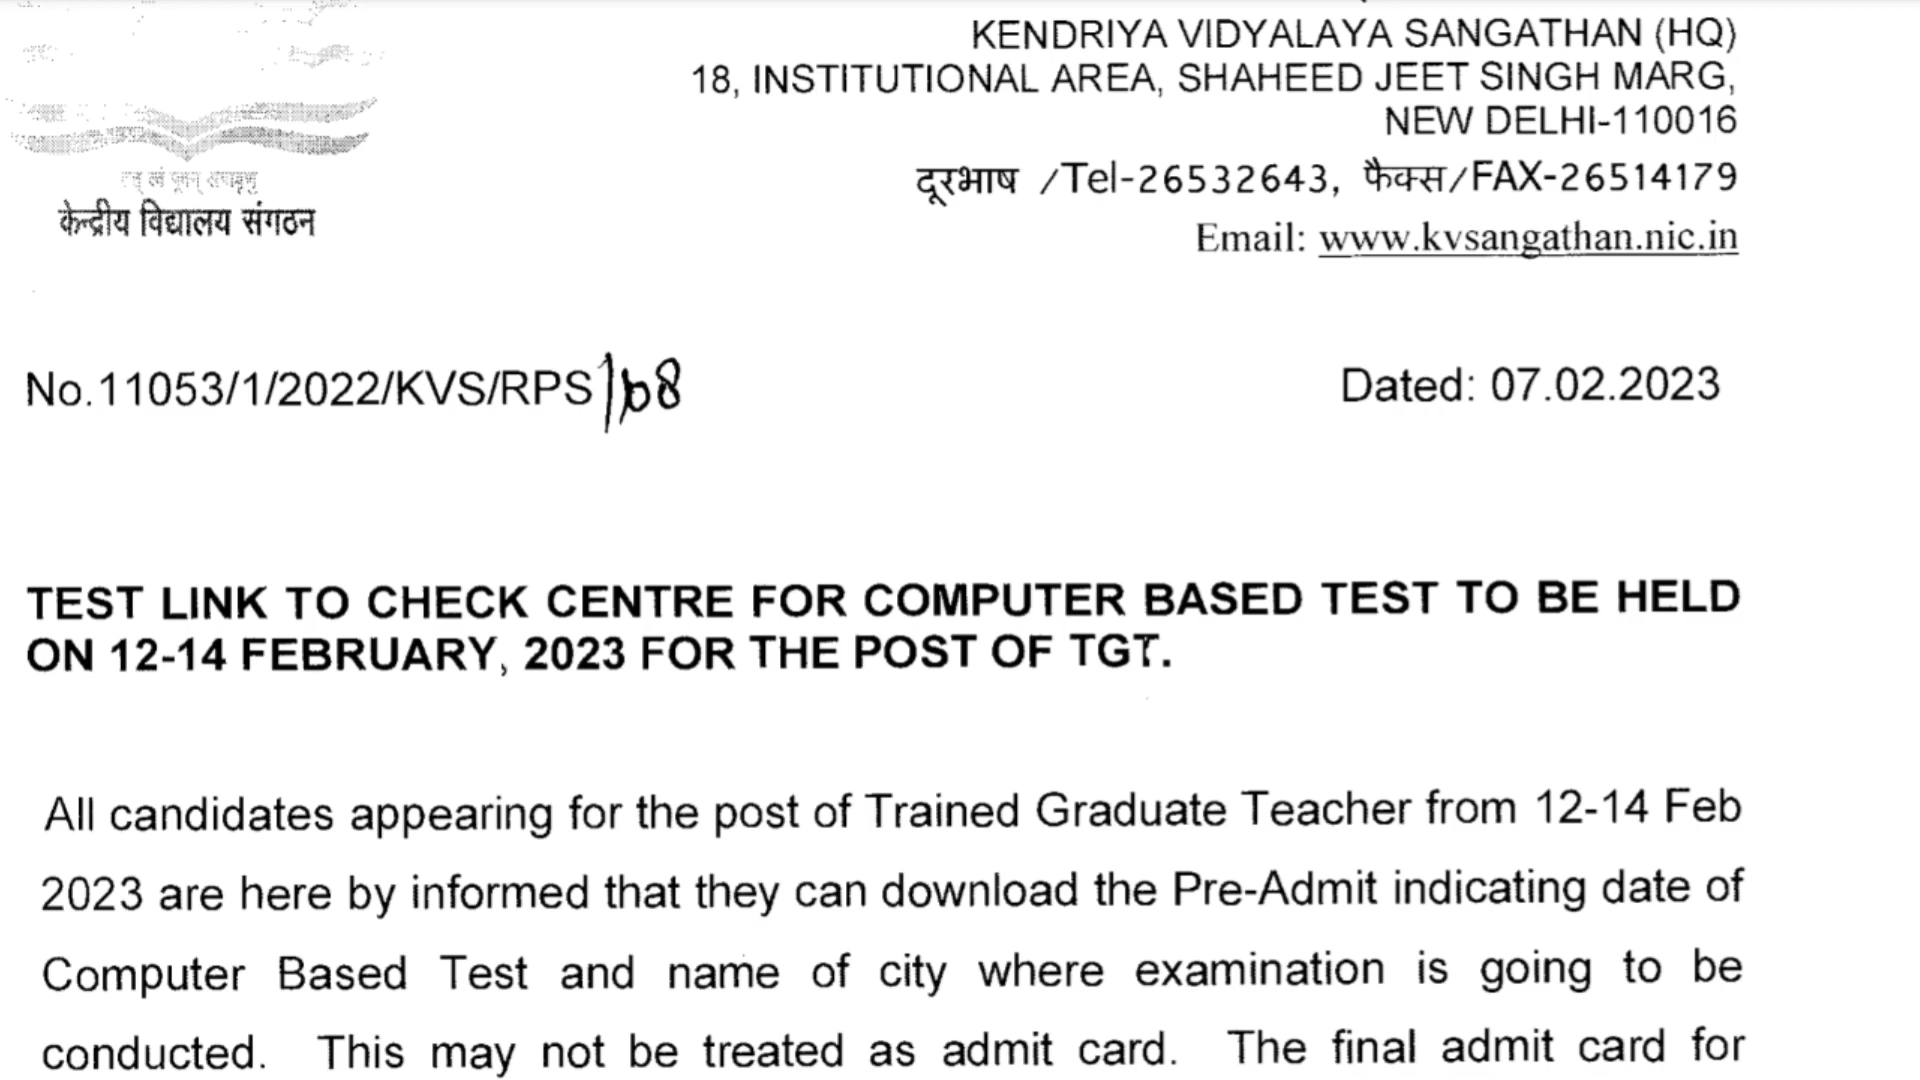 KENDRIYA VIDYALAYA SANGATHAN (HQ)
18, INSTITUTIONAL AREA, SHAHEED JEET SINGH MARG,
NEW DELHI-110016
दूरभाष /Tel-26532643, फैक्स/FAX-26514179
Email: www.kvsangathan.nic.in
केन्द्रीय विद्यालय संगठन
No.11053/1/2022/KVS/RPS
Dated: 07.02.2023
TEST LINK TO CHECK CENTRE FOR COMPUTER BASED TEST TO BE HELD
ON 12-14 FEBRUARY, 2023 FOR THE POST OF TGT.
All candidates appearing for the post of Trained Graduate Teacher from 12-14 Feb
2023 are here by informed that they can download the Pre-Admit indicating date of
Computer Based Test and name of city where examination is going to be
conducted. This may not be treated as admit card. The final admit card for